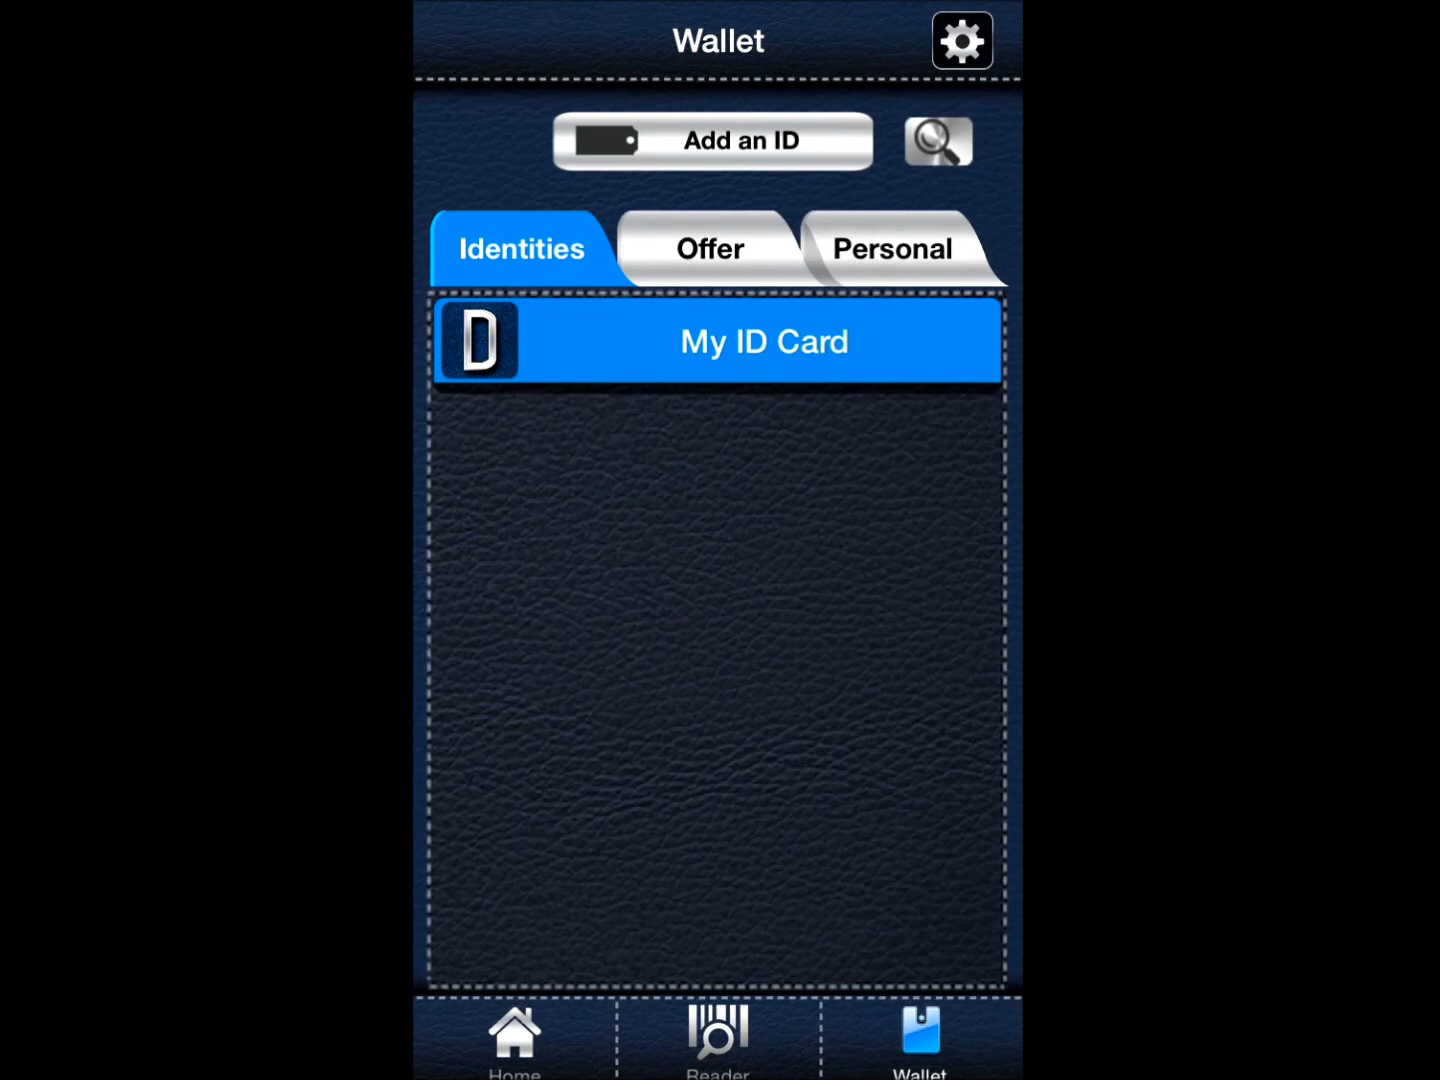 Wallet
Add an ID
Identities
Offer
Personal
D
My ID Card
Home
Reader
Wallet